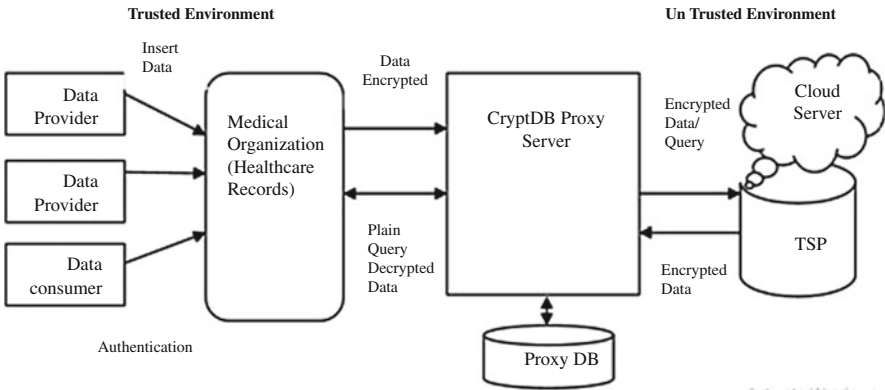 Trusted Environment
Un Trusted Environment
Insert
Data
Data
Provider
Data
Provider
Data
consumer
Authentication
Medical
Organization
(Healthcare
Records)
Data
Encrypted
Plain
Query
Decrypted
Data
CryptDB Proxy
Server
Proxy DB
Encrypted
Data/
Query
Encrypted
Data
Cloud
Server
TSP